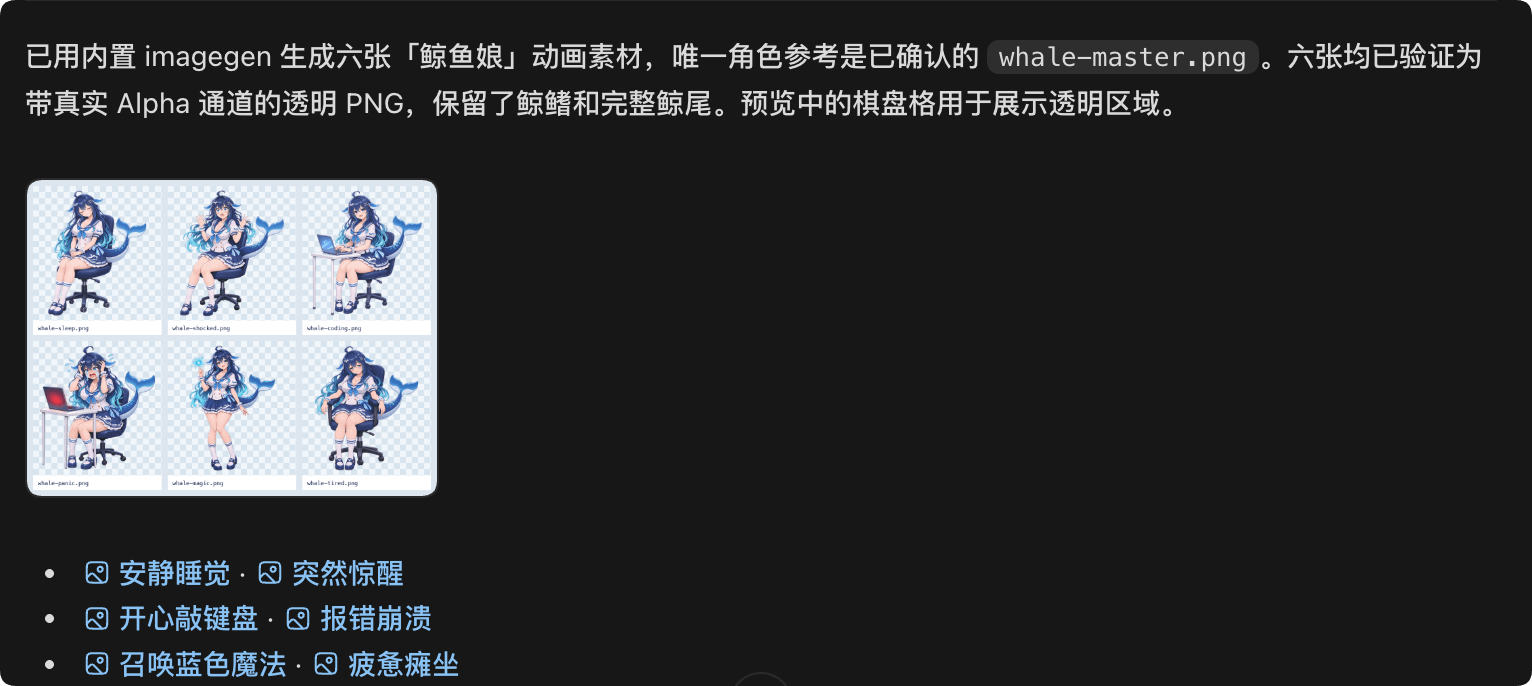 已用内置 imagegen 生成六张「鲸鱼娘」动画素材，唯一角色参考是已确认的 whale-master.png 。六张均已验证为
带真实 Alpha 通道的透明 PNG，保留了鲸鳍和完整鲸尾。预览中的棋盘格用于展示透明区域。
whale-sleep.png
whale-shocked.png
whale-coding.png
whale-panic.png
whale-magic.png
whale-tired.png
• 安静睡觉 · 突然惊醒
• 开心敲键盘 · 报错崩溃
• 召唤蓝色魔法 · 疲惫瘫坐